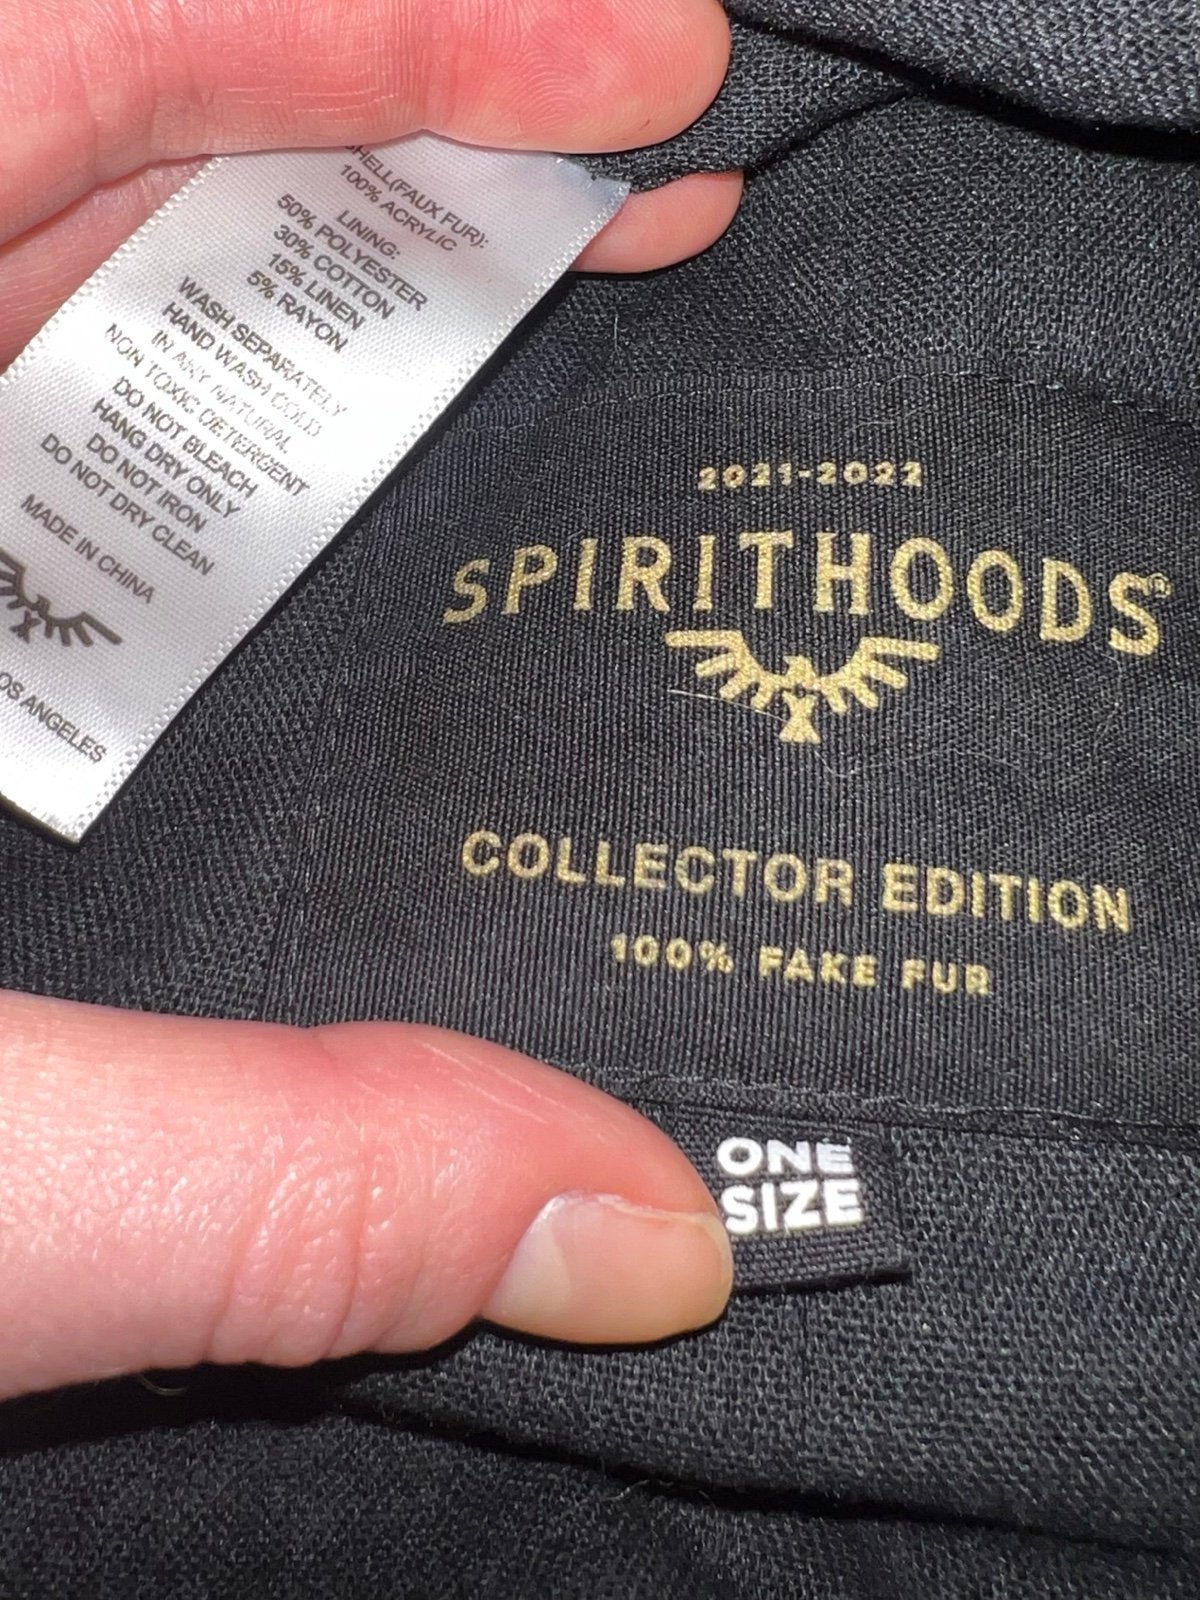 SHELL(FAUX FUR):
100% ACRYLIC
LINING:
50% POLYESTER
30% COTTON
15% LINEN
5% RAYON
WASH SEPARATELY
HAND WASH COLD
IN ANY NATURAL
NON TOXIC DETERGENT
DO NOT BLEACH
HANG DRY ONLY
DO NOT IRON
DO NOT DRY CLEAN
MADE IN CHINA
OS ANGELES
2021-2022
SPIRITHOODS®
COLLECTOR EDITION
100% FAKE FUR
ONE
SIZE